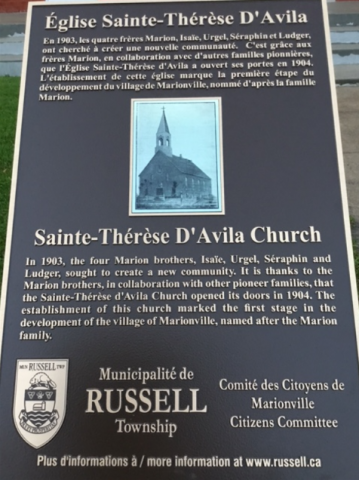 Église Sainte-Thérèse D'Avila
En 1903, les quatre frères Marion, Isaïe, Urgel, Séraphin et Ludger,
ont cherché à créer une nouvelle communauté. C'est grâce aux
frères Marion, en collaboration avec d'autres familles pionnières,
que l'Église Sainte-Thérèse d'Avila a ouvert ses portes en 1904.
L'établissement de cette église marque la première étape du
développement du village de Marionville, nommé d'après la famille
Marion.
Sainte-Thérèse D'Avila Church
In 1903, the four Marion brothers, Isaïe, Urgel, Séraphin and
Ludger, sought to create a new community. It is thanks to the
Marion brothers, in collaboration with other pioneer families, that
the Sainte-Thérèse d'Avila Church opened its doors in 1904. The
establishment of this church marked the first stage in the
development of the village of Marionville, named after the Marion
family.
RUSSELL
Municipalité de
RUSSELL
Township
Comité des Citoyens de
Marionville
Citizens Committee
Plus d'informations à / more information at www.russell.ca